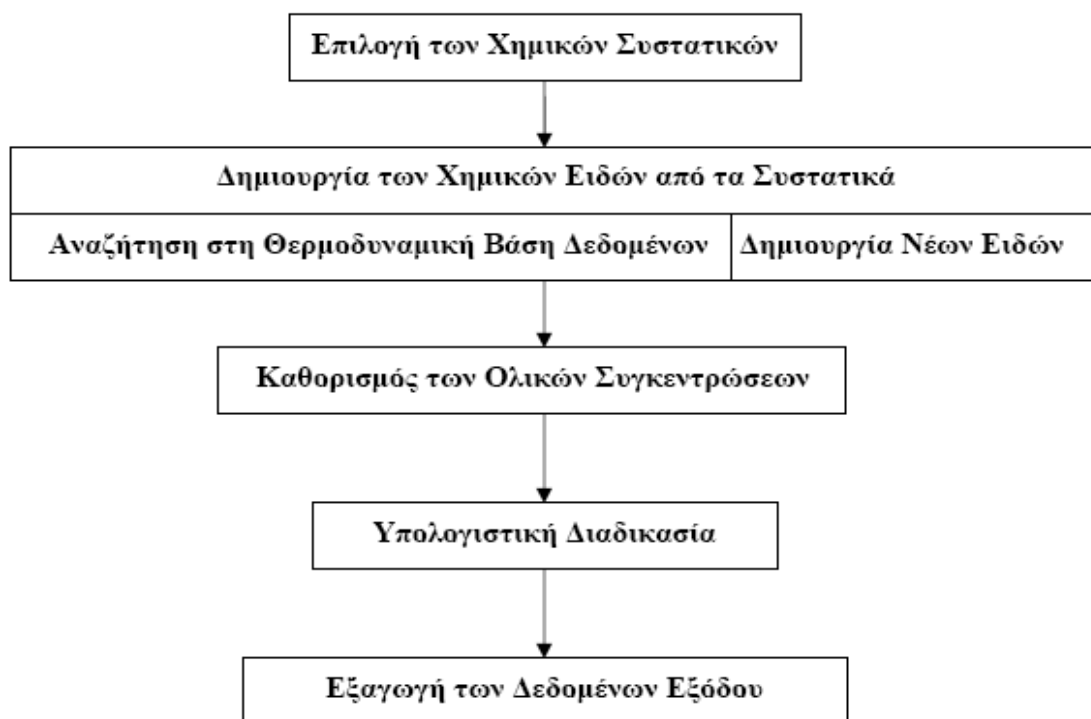 Επιλογή των Χημικών Συστατικών
Δημιουργία των Χημικών Ειδών από τα Συστατικά
Αναζήτηση στη Θερμοδυναμική Βάση Δεδομένων
Δημιουργία Νέων Ειδών
Καθορισμός των Ολικών Συγκεντρώσεων
Υπολογιστική Διαδικασία
Εξαγωγή των Δεδομένων Εξόδου